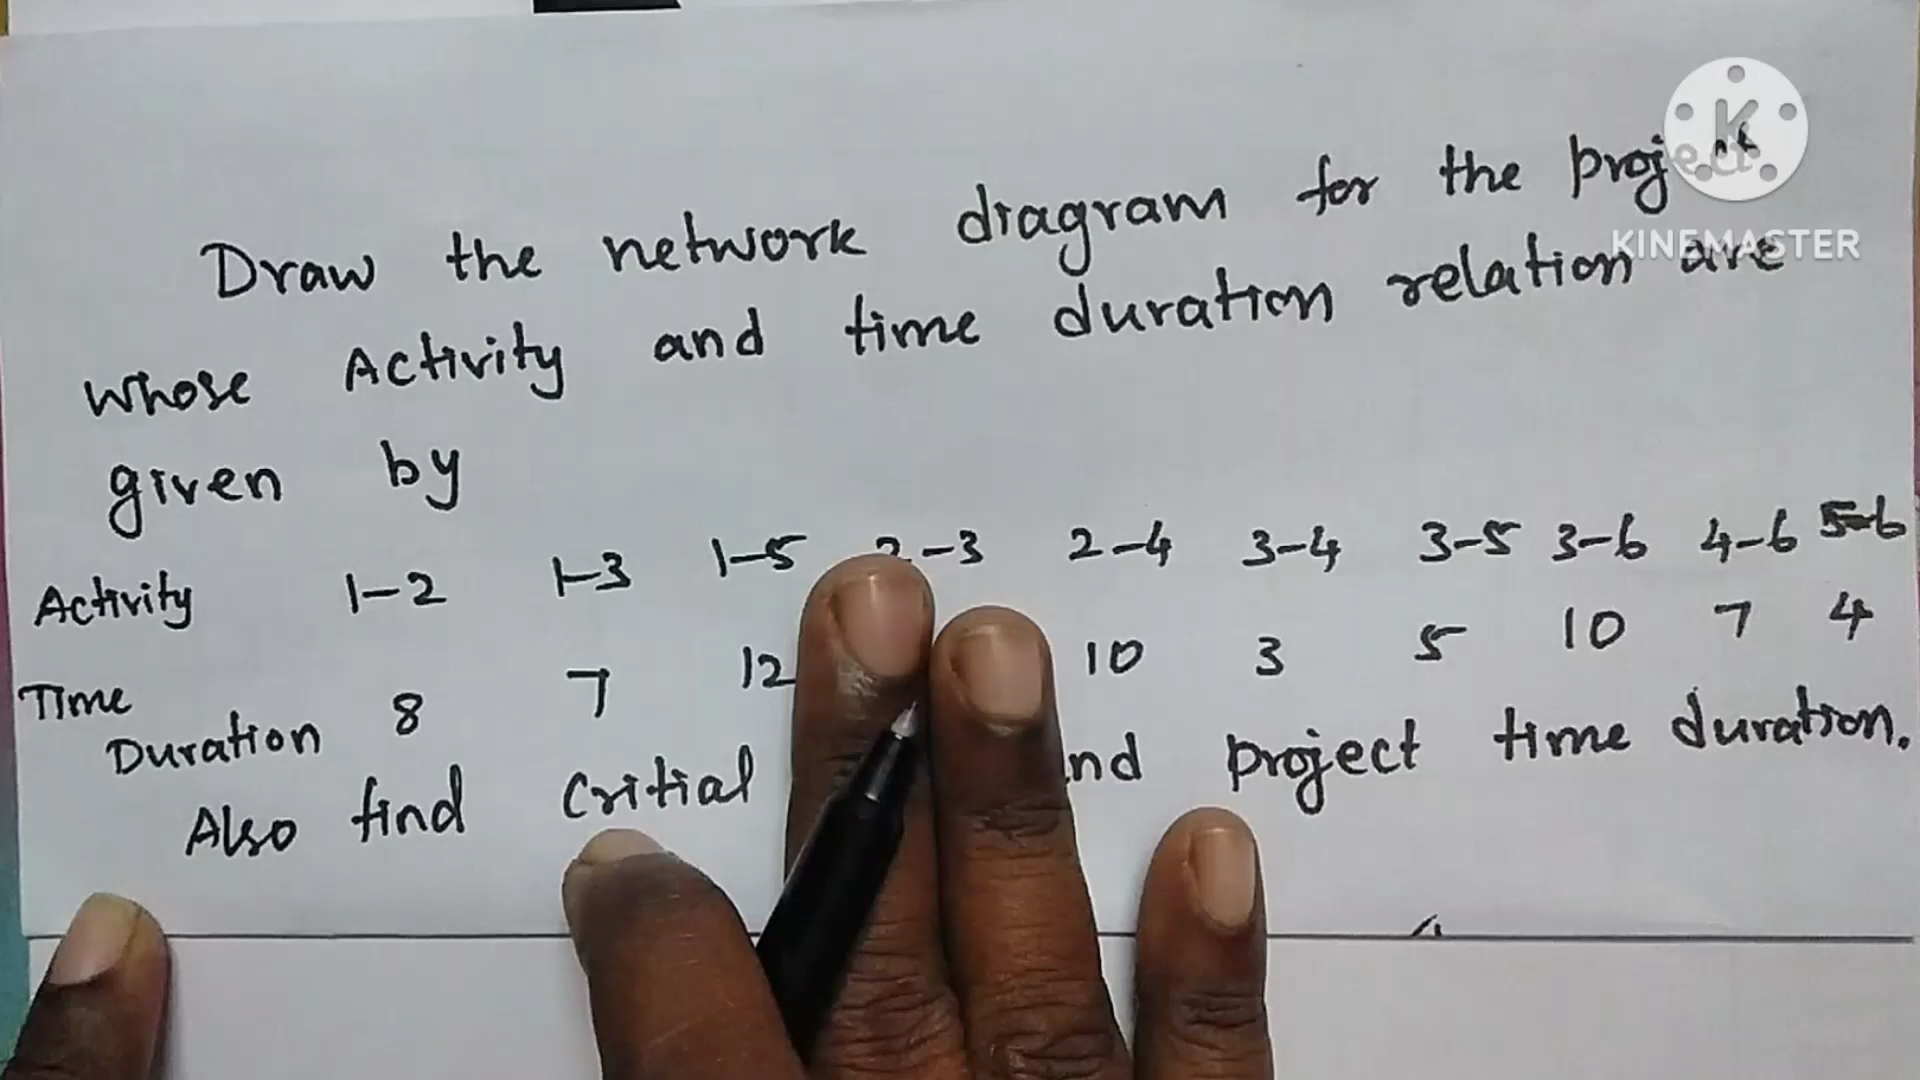 Draw the network diagram for the project
KINEMASTER
whose Activity and time duration relation are
given by
Activity 1-2 1-3 1-5 2-3 2-4 3-4 3-5 3-6 4-6 5-6
Time
Duration 8 7 12 10 3 5 10 7 4
Also find Critial nd project time duration.